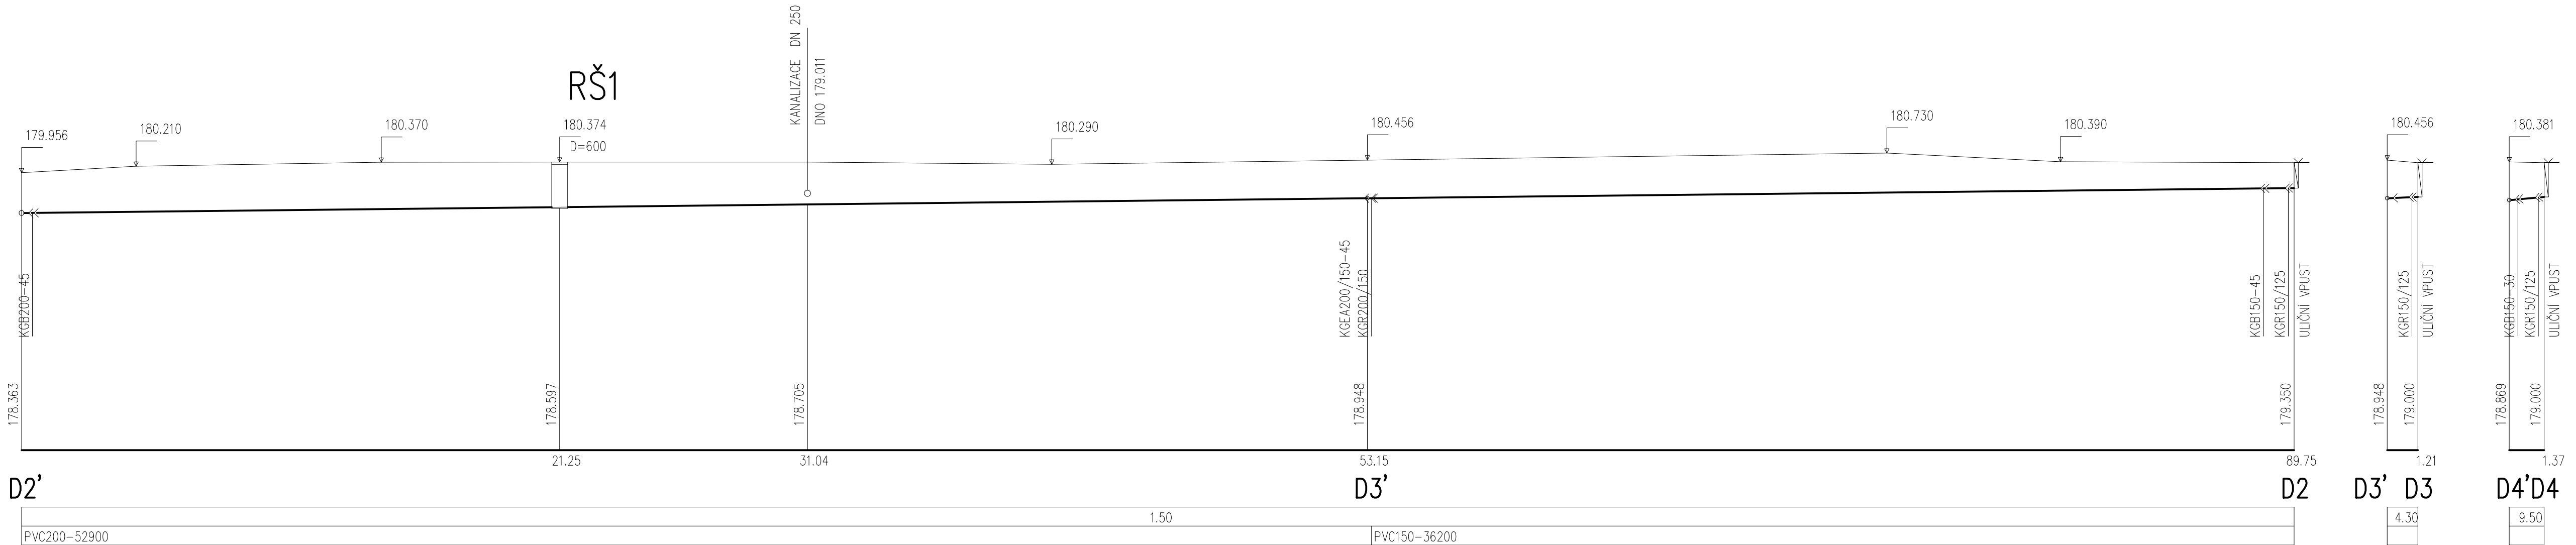 KANALIZACE DN 250
DNO 179.011
RŠ1
179.956
180.210
180.370
180.374
D=600
180.290
180.456
180.730
180.390
180.456
180.381
KGB200-45
KGEA200/150-45
KGR200/150
KGB150-45
KGR150/125
ULIČNÍ VPUST
KGR150/125
ULIČNÍ VPUST
KGB150-30
KGR150/125
ULIČNÍ VPUST
178.363
178.597
178.705
178.948
179.350
178.948
179.000
178.869
179.000
21.25
31.04
53.15
89.75
1.21
1.37
D2'
D3'
D2
D3'
D3
D4'
D4
1.50
4.30
9.50
PVC200-52900
PVC150-36200